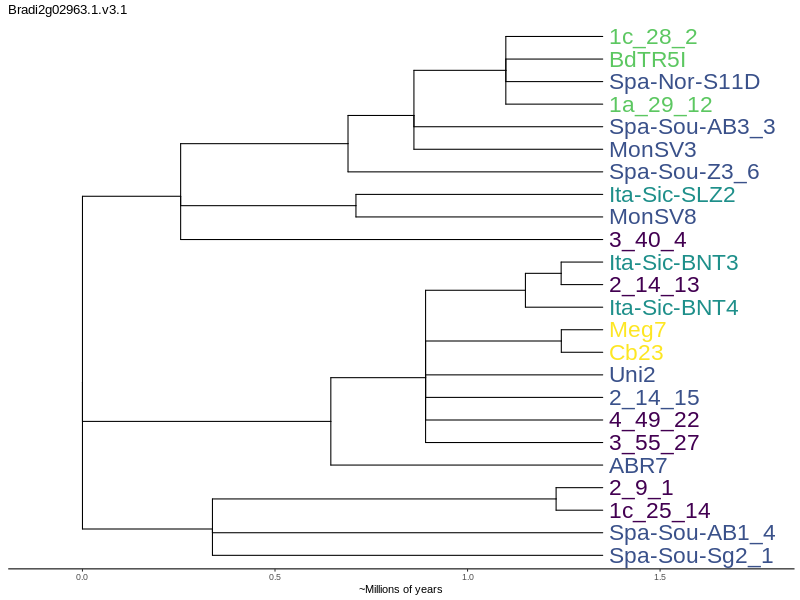 Bradi2g02963.1.v3.1
1c_28_2
BdTR5I
Spa-Nor-S11D
1a_29_12
Spa-Sou-AB3_3
MonSV3
Spa-Sou-Z3_6
Ita-Sic-SLZ2
MonSV8
3_40_4
Ita-Sic-BNT3
2_14_13
Ita-Sic-BNT4
Meg7
Cb23
Uni2
2_14_15
4_49_22
3_55_27
ABR7
2_9_1
1c_25_14
Spa-Sou-AB1_4
Spa-Sou-Sg2_1
0.0 0.5 1.0 1.5
~Millions of years